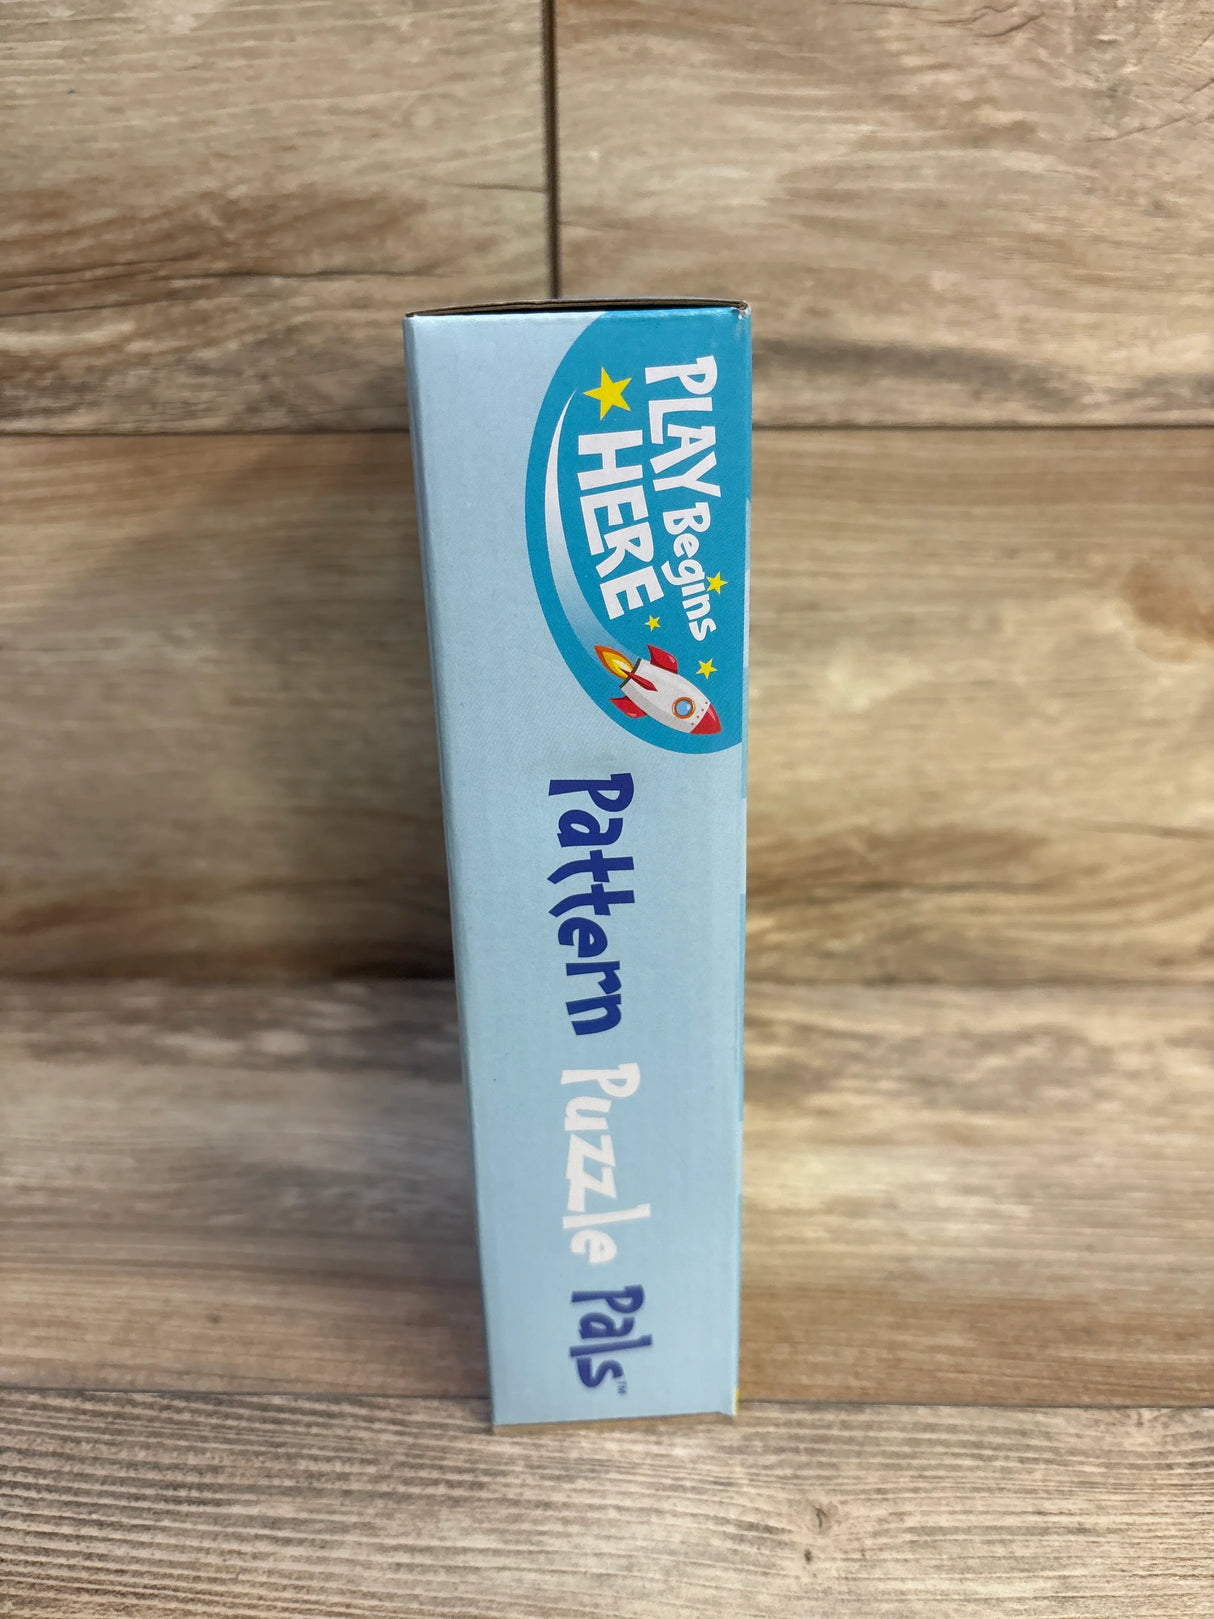 PLAY Begins
HERE
Pattern Puzzle Pals™